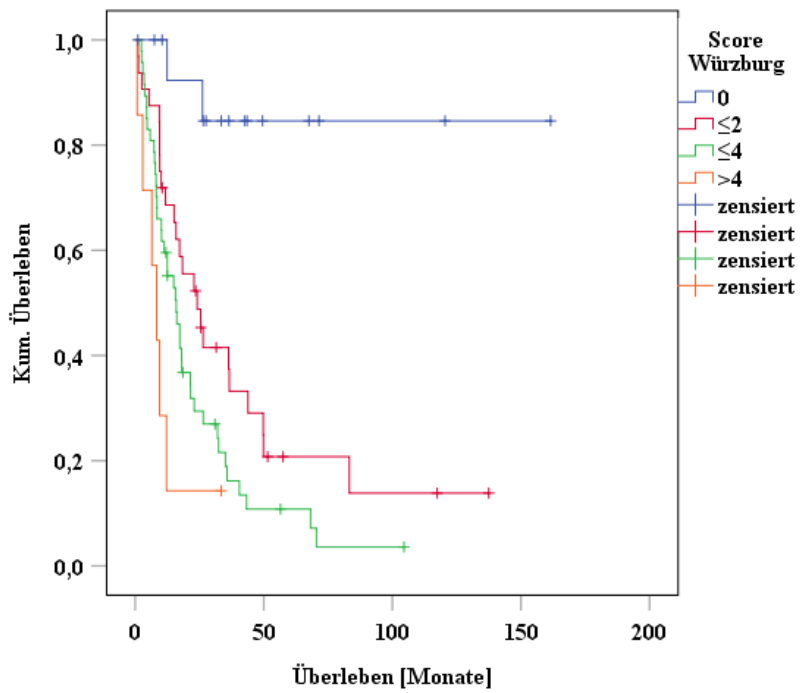 Kum. Überleben
1,0
0,8
0,6
0,4
0,2
0,0
0
50
100
150
200
Überleben [Monate]
Score
Würzburg
0
≤2
≤4
>4
zensiert
zensiert
zensiert
zensiert